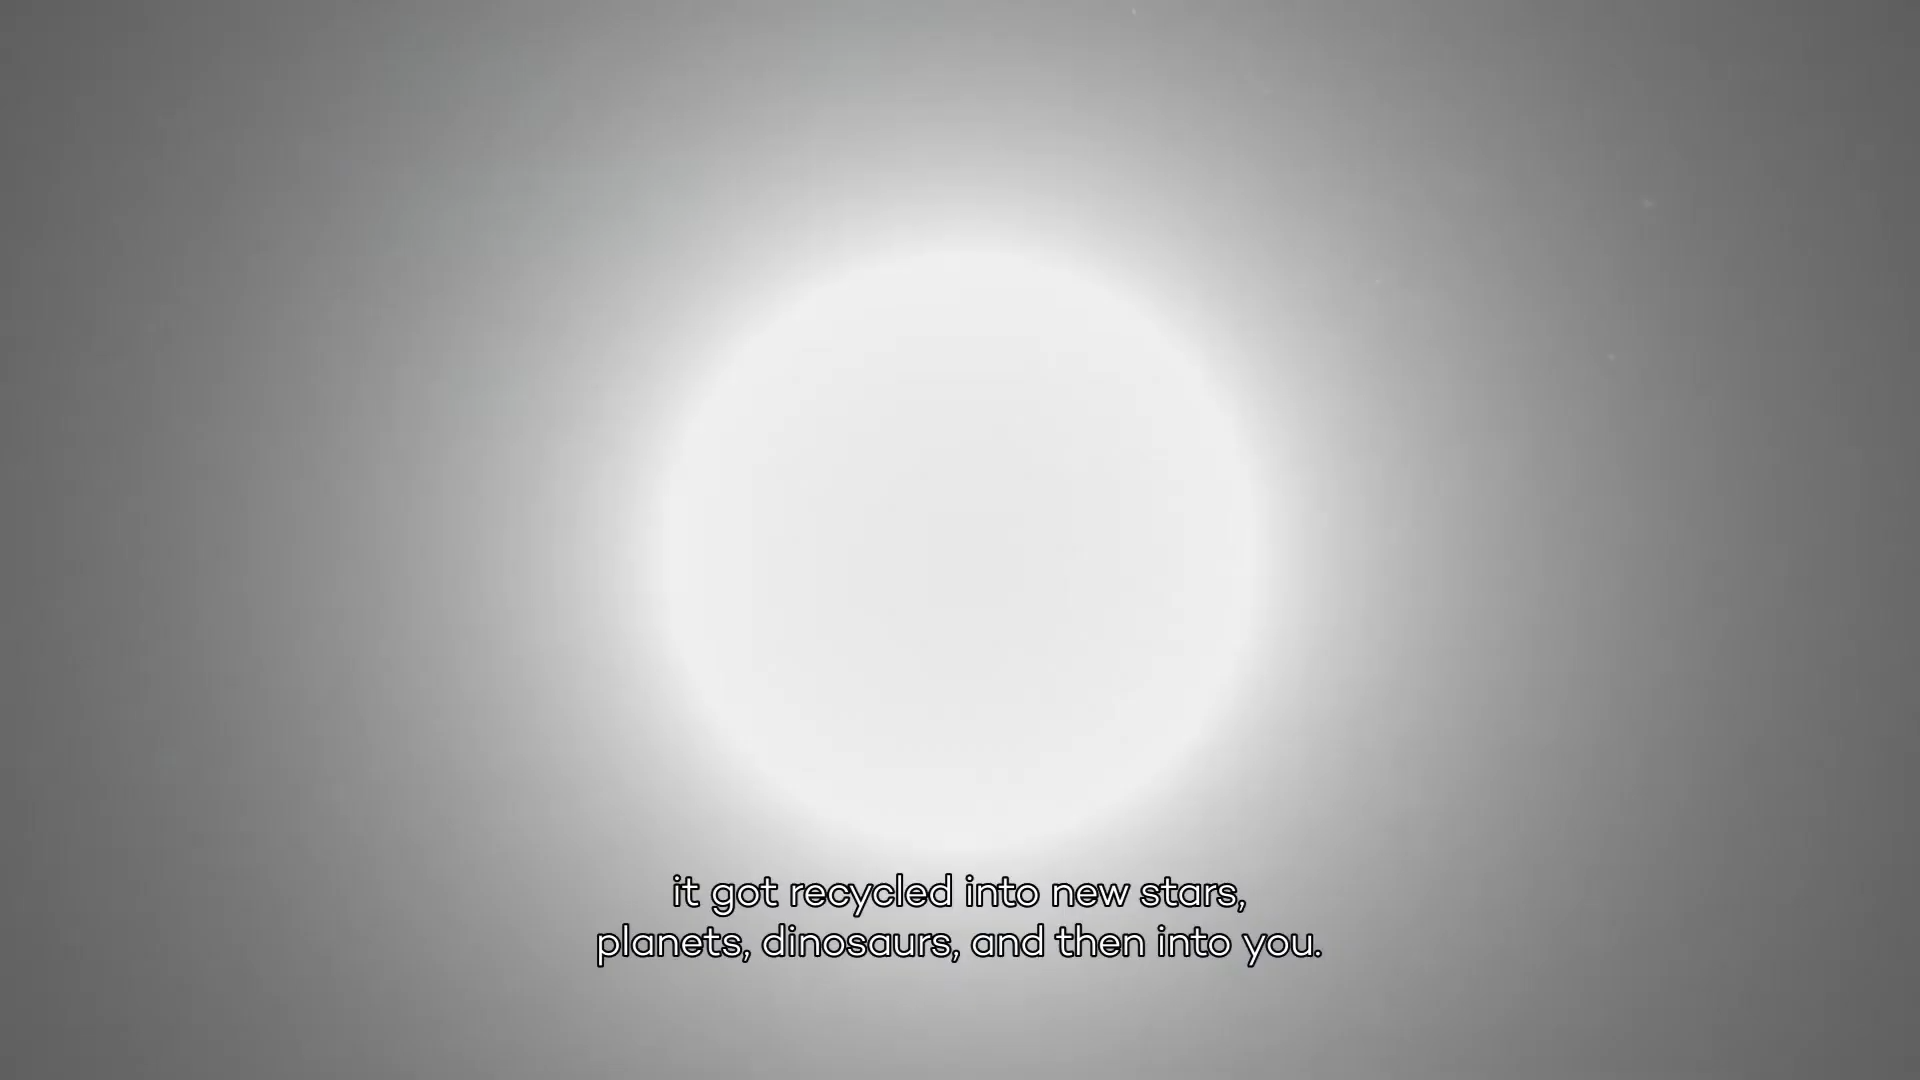 it got recycled into new stars,
planets, dinosaurs, and then into you.